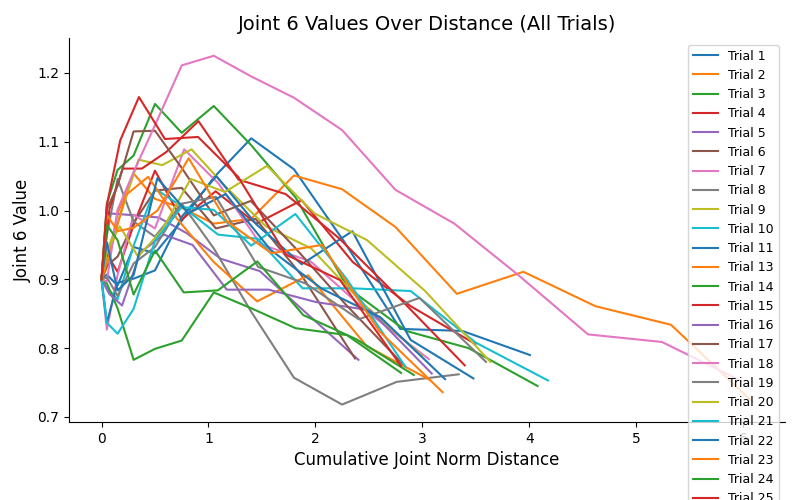 Joint 6 Values Over Distance (All Trials)
Joint 6 Value
1.2
1.1
1.0
0.9
0.8
0.7
0
1
2
3
4
5
6
Cumulative Joint Norm Distance
Trial 1
Trial 2
Trial 3
Trial 4
Trial 5
Trial 6
Trial 7
Trial 8
Trial 9
Trial 10
Trial 11
Trial 13
Trial 14
Trial 15
Trial 16
Trial 17
Trial 18
Trial 19
Trial 20
Trial 21
Trial 22
Trial 23
Trial 24
Trial 25